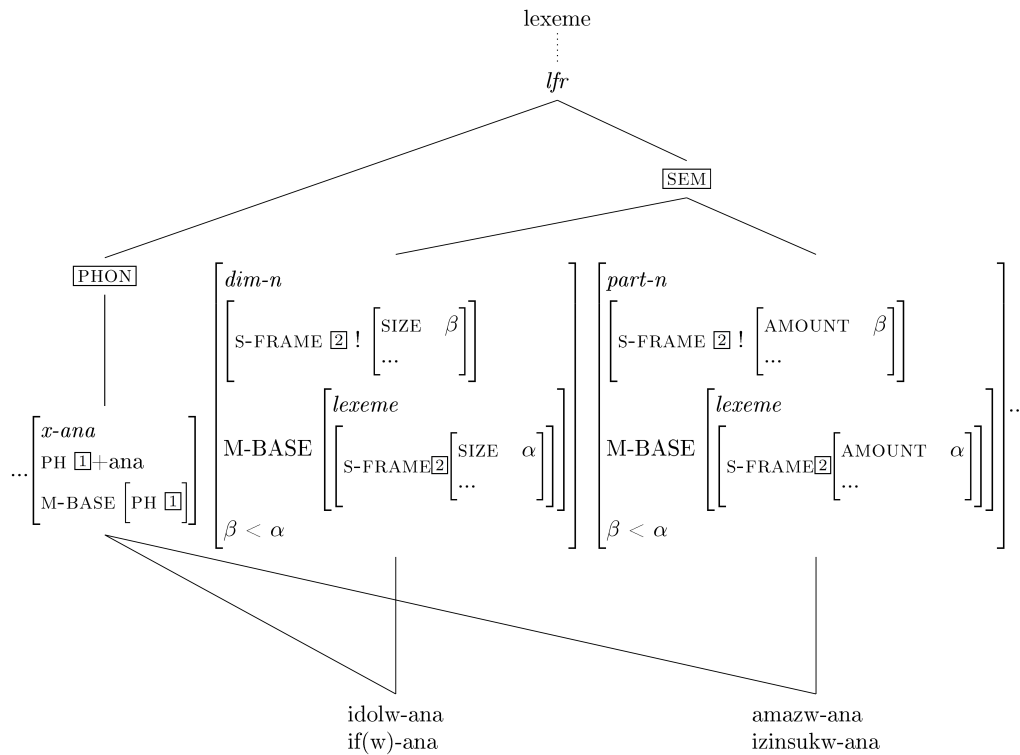 lexeme
lfr
SEM
PHON
dim-n
S-FRAME 2 ! SIZE β
...
M-BASE
lexeme
S-FRAME 2 SIZE α
...
β < α
part-n
S-FRAME 2 ! AMOUNT β
...
M-BASE
lexeme
S-FRAME 2 AMOUNT α
...
β < α
..
...
x-ana
PH 1+ana
M-BASE [PH 1]
idolw-ana
if(w)-ana
amazw-ana
izinsukw-ana